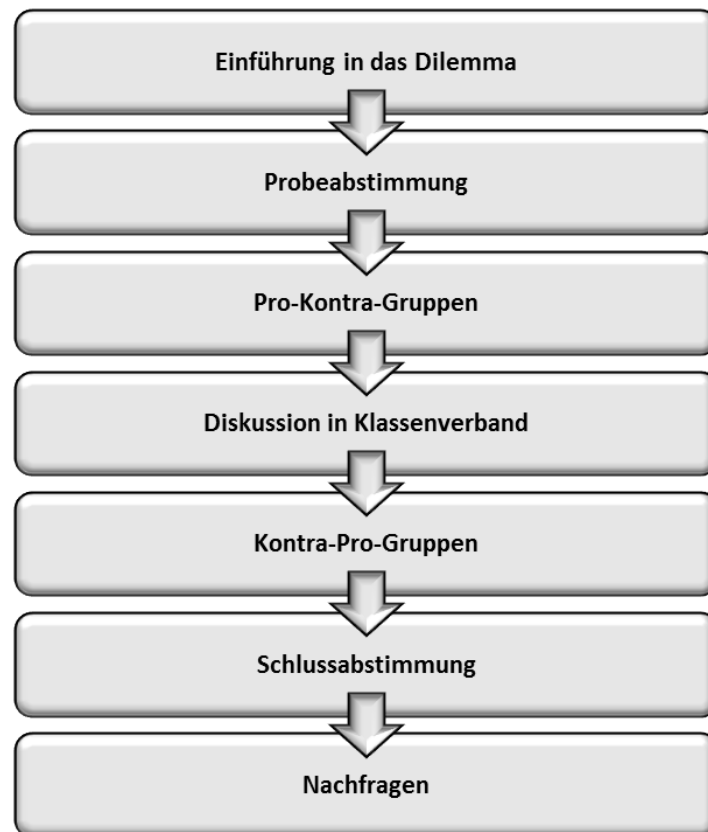 Einführung in das Dilemma
Probeabstimmung
Pro-Kontra-Gruppen
Diskussion in Klassenverband
Kontra-Pro-Gruppen
Schlussabstimmung
Nachfragen